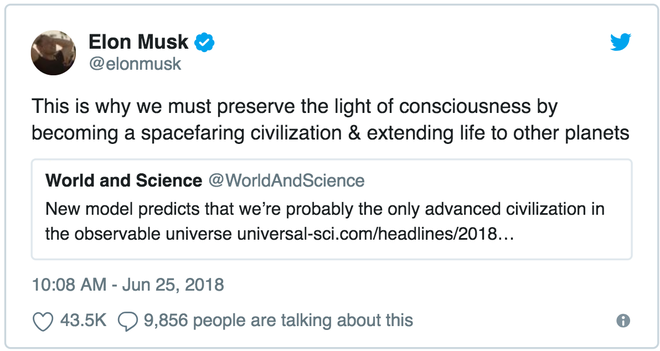 Elon Musk
@elonmusk
This is why we must preserve the light of consciousness by
becoming a spacefaring civilization & extending life to other planets
World and Science @WorldAndScience
New model predicts that we’re probably the only advanced civilization in
the observable universe universal-sci.com/headlines/2018…
10:08 AM - Jun 25, 2018
43.5K 9,856 people are talking about this